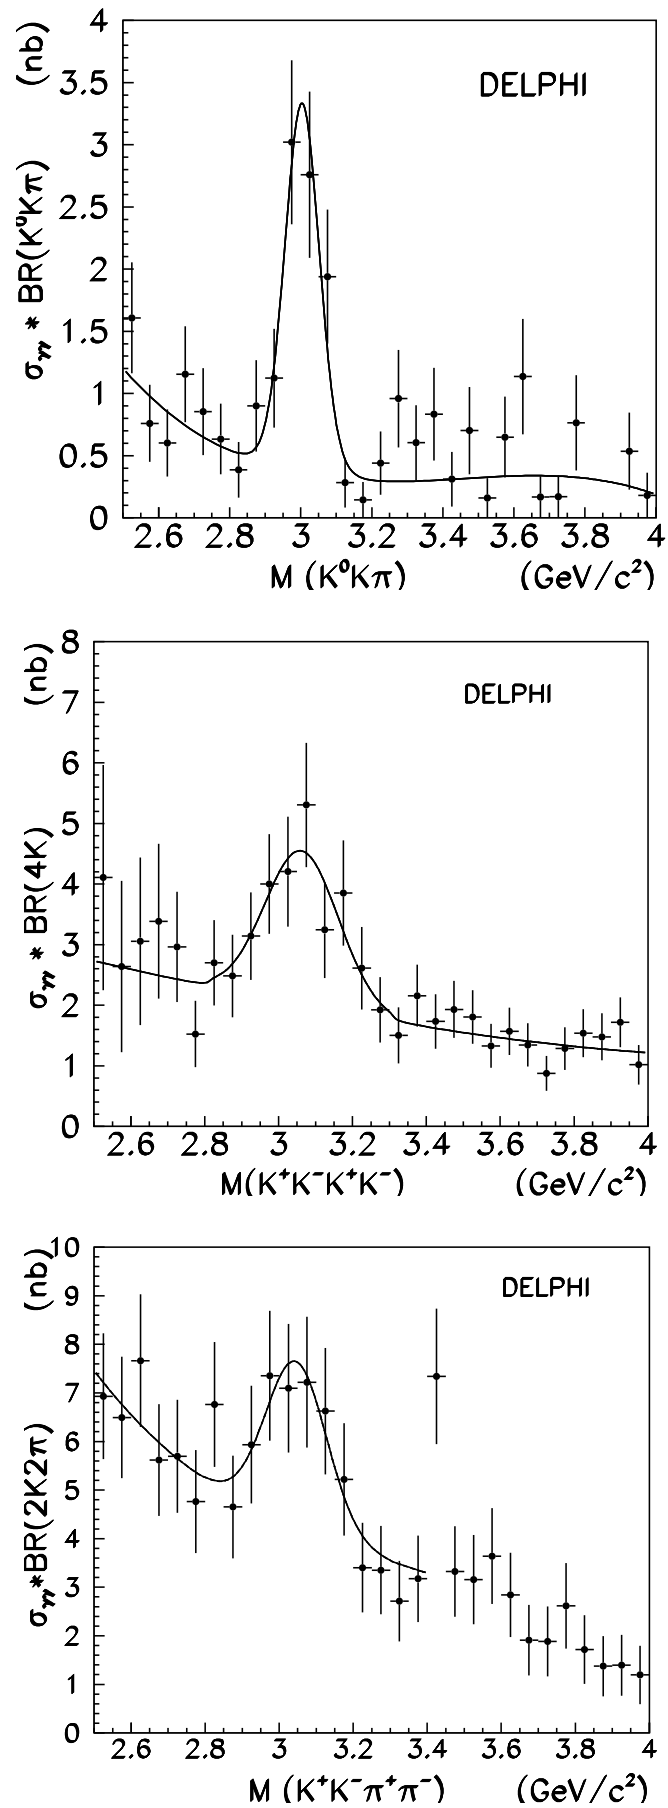 σγγ * BR(K⁰Kπ) (nb)
4
3.5
3
2.5
2
1.5
1
0.5
0
DELPHI
2.6 2.8 3 3.2 3.4 3.6 3.8 4
M (K⁰Kπ) (GeV/c²)
σγγ * BR(4K) (nb)
8
7
6
5
4
3
2
1
0
DELPHI
2.6 2.8 3 3.2 3.4 3.6 3.8 4
M(K⁺K⁻K⁺K⁻) (GeV/c²)
σγγ*BR(2K2π) (nb)
10
9
8
7
6
5
4
3
2
1
0
DELPHI
2.6 2.8 3 3.2 3.4 3.6 3.8 4
M (K⁺K⁻π⁺π⁻) (GeV/c²)